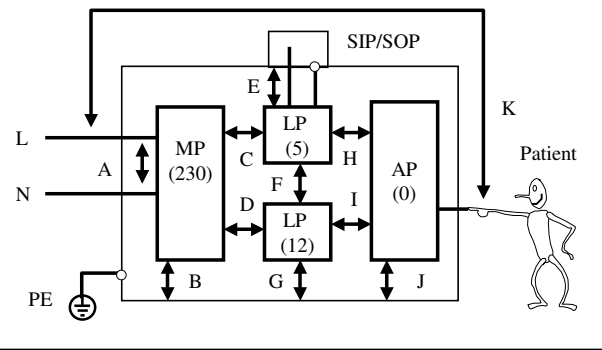 SIP/SOP
E
K
L
A
MP
(230)
C
LP
(5)
H
AP
(0)
Patient
N
F
D
LP
(12)
I
B
G
J
PE